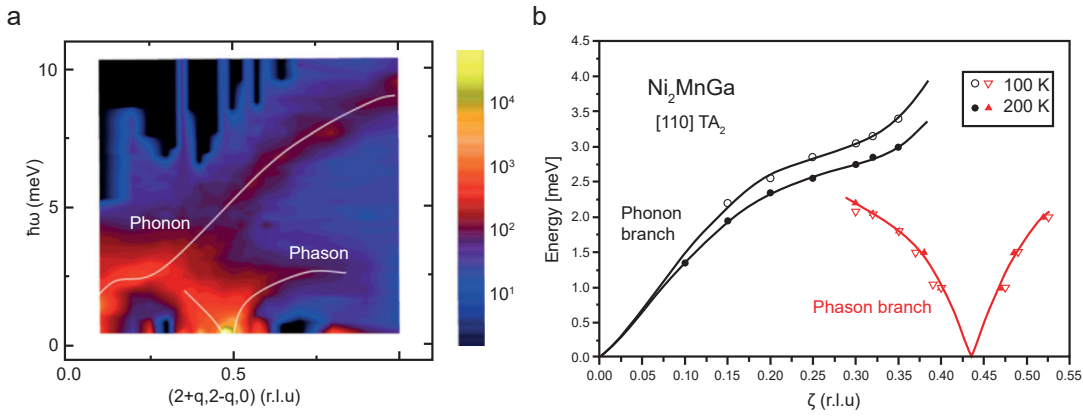 a
ħω (meV)
10
5
0
Phonon
Phason
0.0
0.5
(2+q,2-q,0) (r.l.u)
10⁴
10³
10²
10¹
b
Energy [meV]
4.5
4.0
3.5
3.0
2.5
2.0
1.5
1.0
0.5
0.0
Ni₂MnGa
[110] TA₂
100 K
200 K
Phonon
branch
Phason branch
0.00 0.05 0.10 0.15 0.20 0.25 0.30 0.35 0.40 0.45 0.50 0.55
ζ (r.l.u)